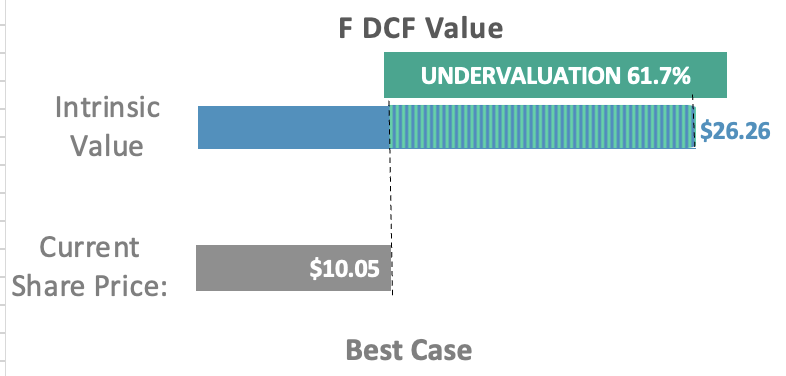 F DCF Value
UNDERVALUATION 61.7%
Intrinsic
Value
$26.26
Current
Share Price:
$10.05
Best Case